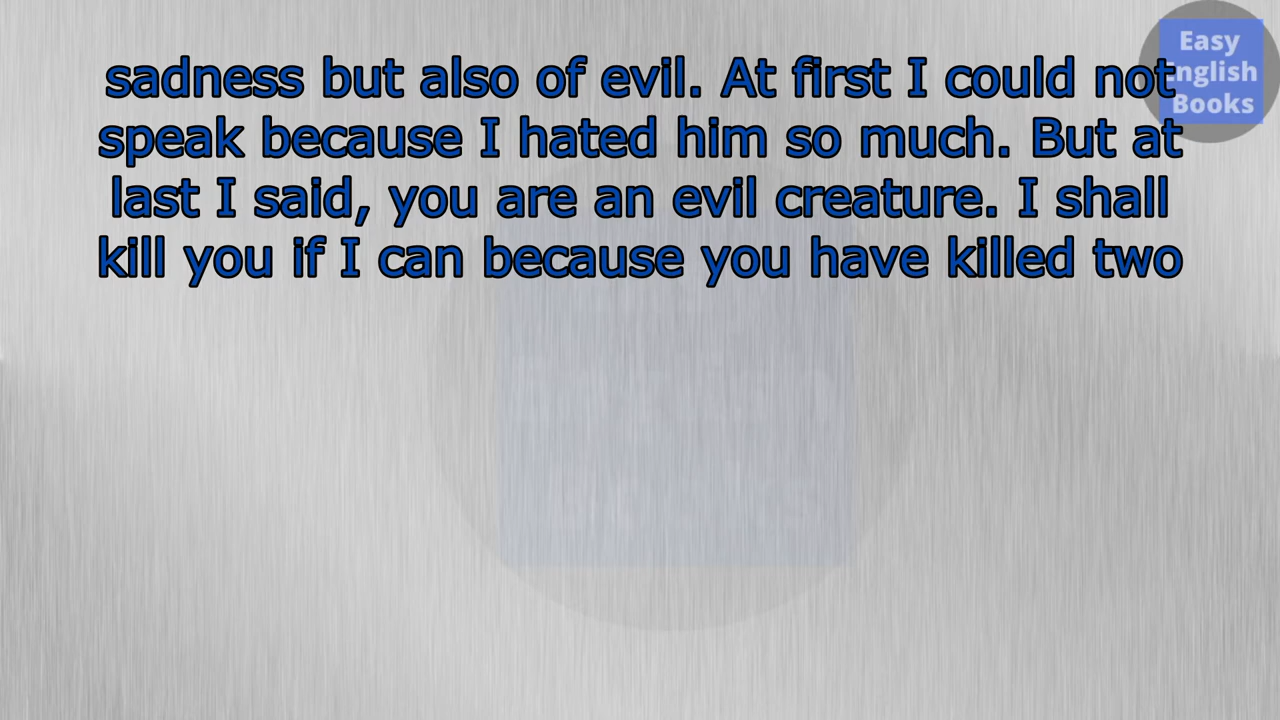 sadness but also of evil. At first I could not
speak because I hated him so much. But at
last I said, you are an evil creature. I shall
kill you if I can because you have killed two
Easy
English
Books